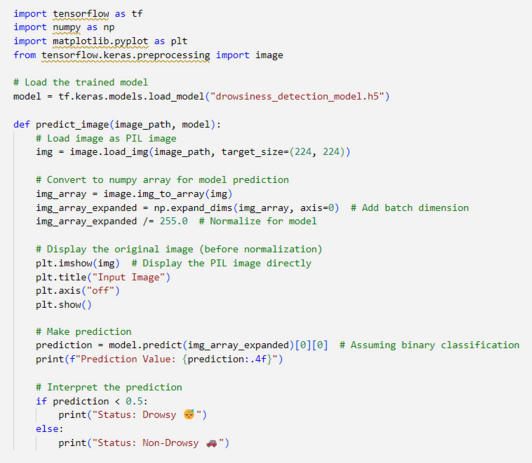 import tensorflow as tf
import numpy as np
import matplotlib.pyplot as plt
from tensorflow.keras.preprocessing import image

# Load the trained model
model = tf.keras.models.load_model("drowsiness_detection_model.h5")

def predict_image(image_path, model):
    # Load image as PIL image
    img = image.load_img(image_path, target_size=(224, 224))

    # Convert to numpy array for model prediction
    img_array = image.img_to_array(img)
    img_array_expanded = np.expand_dims(img_array, axis=0)  # Add batch dimension
    img_array_expanded /= 255.0  # Normalize for model

    # Display the original image (before normalization)
    plt.imshow(img)  # Display the PIL image directly
    plt.title("Input Image")
    plt.axis("off")
    plt.show()

    # Make prediction
    prediction = model.predict(img_array_expanded)[0][0]  # Assuming binary classification
    print(f"Prediction Value: {prediction:.4f}")

    # Interpret the prediction
    if prediction < 0.5:
        print("Status: Drowsy 😴")
    else:
        print("Status: Non-Drowsy 🚗")